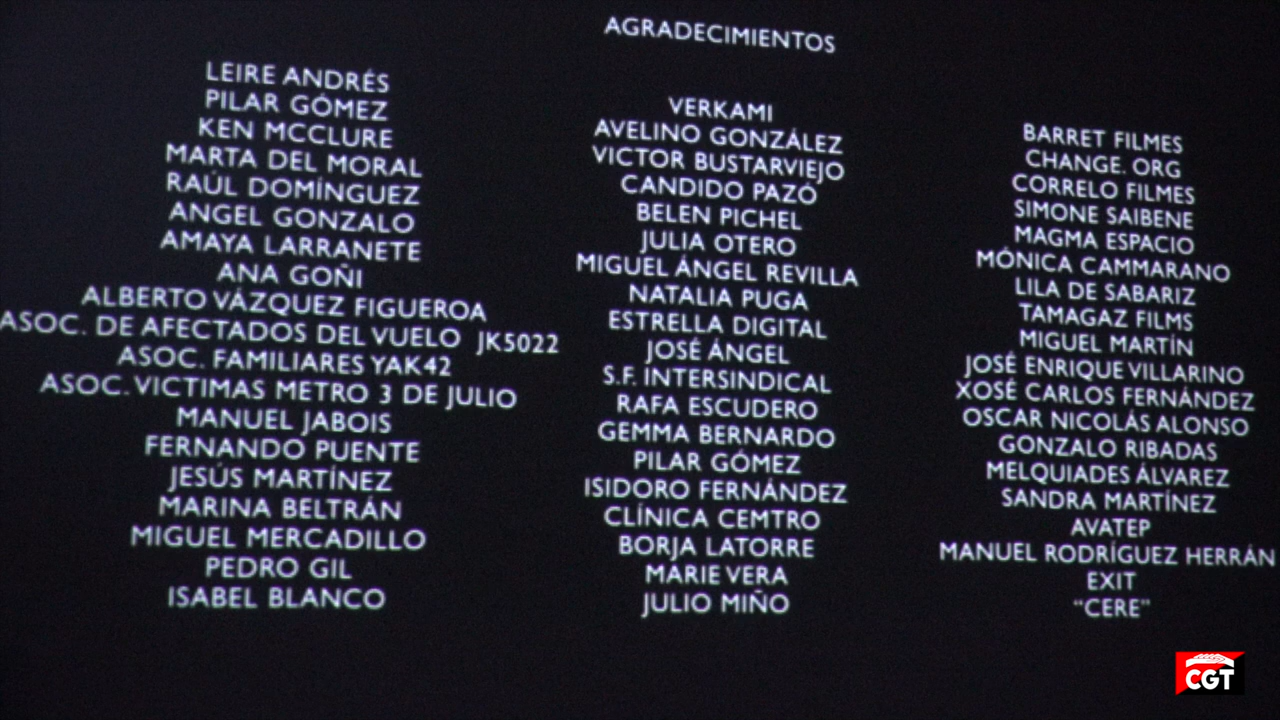 AGRADECIMIENTOS
LEIRE ANDRÉS
PILAR GÓMEZ
KEN MCCLURE
MARTA DEL MORAL
RAÚL DOMÍNGUEZ
ANGEL GONZALO
AMAYA LARRANETE
ANA GOÑI
ALBERTO VÁZQUEZ FIGUEROA
ASOC. DE AFECTADOS DEL VUELO JK5022
ASOC. FAMILIARES YAK42
ASOC. VICTIMAS METRO 3 DE JULIO
MANUEL JABOIS
FERNANDO PUENTE
JESÚS MARTÍNEZ
MARINA BELTRÁN
MIGUEL MERCADILLO
PEDRO GIL
ISABEL BLANCO
VERKAMI
AVELINO GONZÁLEZ
VICTOR BUSTARVIEJO
CANDIDO PAZÓ
BELEN PICHEL
JULIA OTERO
MIGUEL ÁNGEL REVILLA
NATALIA PUGA
ESTRELLA DIGITAL
JOSÉ ÁNGEL
S.F. INTERSINDICAL
RAFA ESCUDERO
GEMMA BERNARDO
PILAR GÓMEZ
ISIDORO FERNÁNDEZ
CLÍNICA CEMTRO
BORJA LATORRE
MARIE VERA
JULIO MIÑO
BARRET FILMES
CHANGE. ORG
CORRELO FILMES
SIMONE SAIBENE
MAGMA ESPACIO
MÓNICA CAMMARANO
LILA DE SABARIZ
TAMAGAZ FILMS
MIGUEL MARTÍN
JOSÉ ENRIQUE VILLARINO
XOSÉ CARLOS FERNÁNDEZ
OSCAR NICOLÁS ALONSO
GONZALO RIBADAS
MELQUIADES ÁLVAREZ
SANDRA MARTÍNEZ
AVATEP
MANUEL RODRÍGUEZ HERRÁN
EXIT
“CERE”
CGT